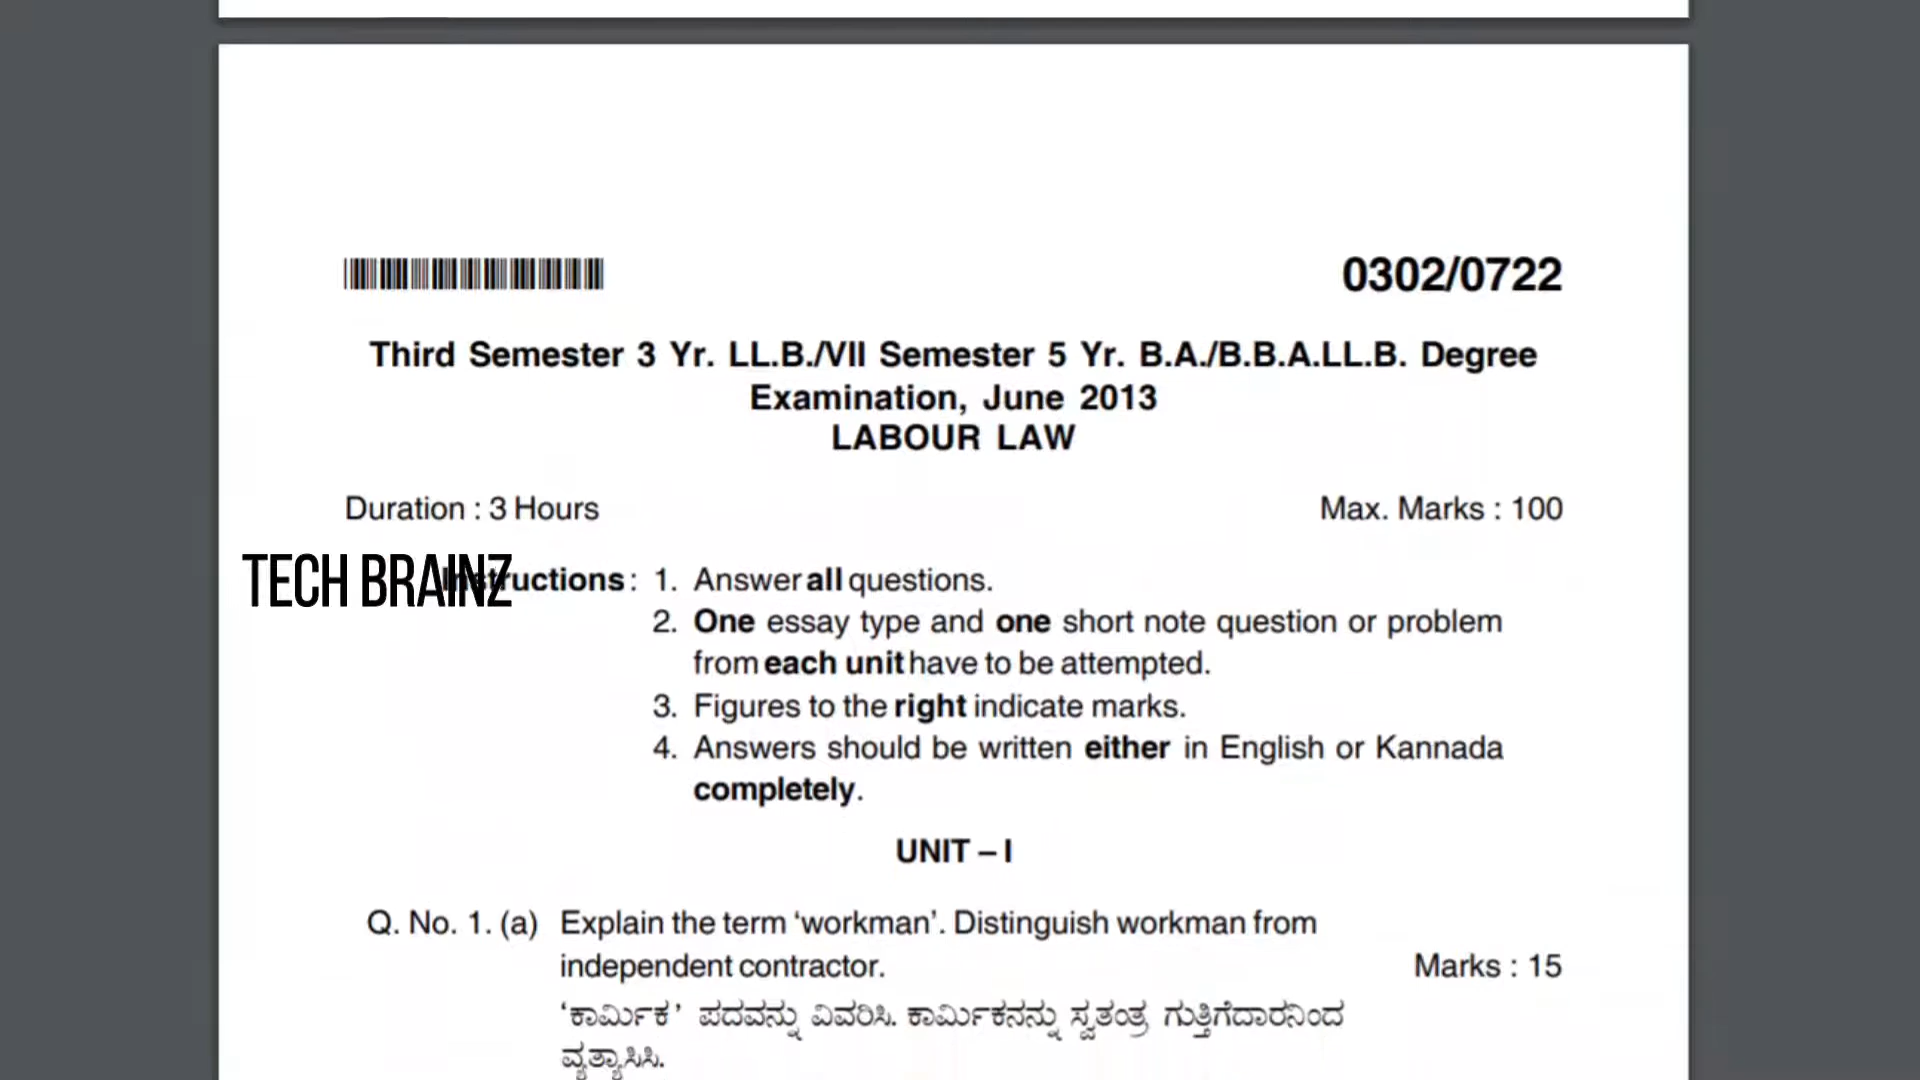 0302/0722
Third Semester 3 Yr. LL.B./VII Semester 5 Yr. B.A./B.B.A.LL.B. Degree
Examination, June 2013
LABOUR LAW
Duration : 3 Hours Max. Marks : 100
TECH BRAINZ
Instructions : 1. Answer all questions.
2. One essay type and one short note question or problem
from each unit have to be attempted.
3. Figures to the right indicate marks.
4. Answers should be written either in English or Kannada
completely.
UNIT – I
Q. No. 1. (a) Explain the term ‘workman’. Distinguish workman from
independent contractor. Marks : 15
‘ಕಾರ್ಮಿಕ’ ಪದವನ್ನು ವಿವರಿಸಿ. ಕಾರ್ಮಿಕನನ್ನು ಸ್ವತಂತ್ರ ಗುತ್ತಿಗೆದಾರನಿಂದ
ವ್ಯತ್ಯಾಸಿಸಿ.